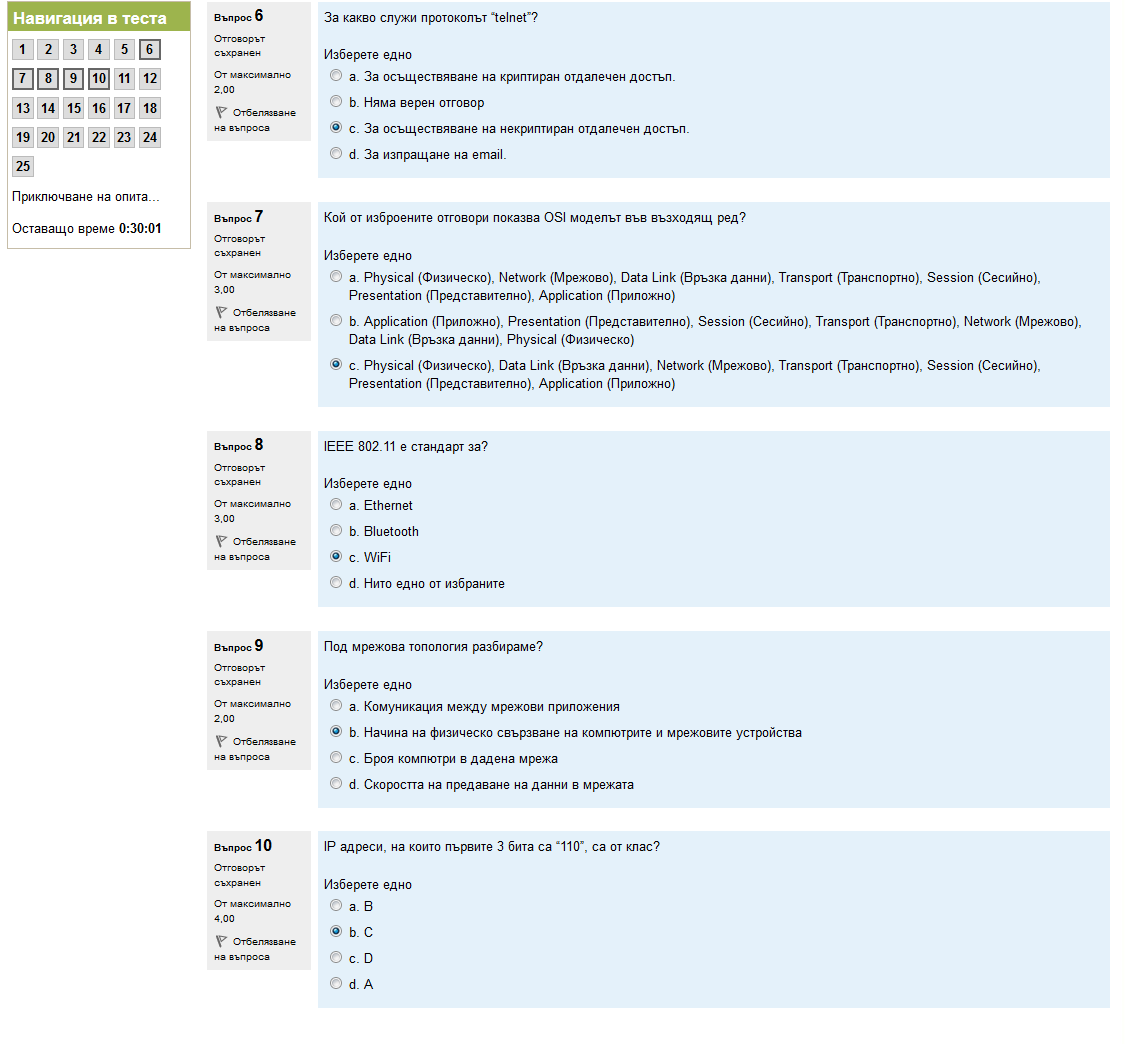 Навигация в теста
1 2 3 4 5 6
7 8 9 10 11 12
13 14 15 16 17 18
19 20 21 22 23 24
25
Приключване на опита...
Оставащо време 0:30:01
Въпрос 6
Отговорът
съхранен
От максимално
2,00
Отбелязване
на въпроса
За какво служи протоколът “telnet”?
Изберете едно
a. За осъществяване на криптиран отдалечен достъп.
b. Няма верен отговор
c. За осъществяване на некриптиран отдалечен достъп.
d. За изпращане на email.
Въпрос 7
Отговорът
съхранен
От максимално
3,00
Отбелязване
на въпроса
Кой от изброените отговори показва OSI моделът във възходящ ред?
Изберете едно
a. Physical (Физическо), Network (Мрежово), Data Link (Връзка данни), Transport (Транспортно), Session (Сесийно),
Presentation (Представително), Application (Приложно)
b. Application (Приложно), Presentation (Представително), Session (Сесийно), Transport (Транспортно), Network (Мрежово),
Data Link (Връзка данни), Physical (Физическо)
c. Physical (Физическо), Data Link (Връзка данни), Network (Мрежово), Transport (Транспортно), Session (Сесийно),
Presentation (Представително), Application (Приложно)
Въпрос 8
Отговорът
съхранен
От максимално
3,00
Отбелязване
на въпроса
IEEE 802.11 е стандарт за?
Изберете едно
a. Ethernet
b. Bluetooth
c. WiFi
d. Нито едно от избраните
Въпрос 9
Отговорът
съхранен
От максимално
2,00
Отбелязване
на въпроса
Под мрежова топология разбираме?
Изберете едно
a. Комуникация между мрежови приложения
b. Начина на физическо свързване на компютрите и мрежовите устройства
c. Броя компютри в дадена мрежа
d. Скоростта на предаване на данни в мрежата
Въпрос 10
Отговорът
съхранен
От максимално
4,00
Отбелязване
на въпроса
IP адреси, на които първите 3 бита са “110”, са от клас?
Изберете едно
a. B
b. C
c. D
d. A